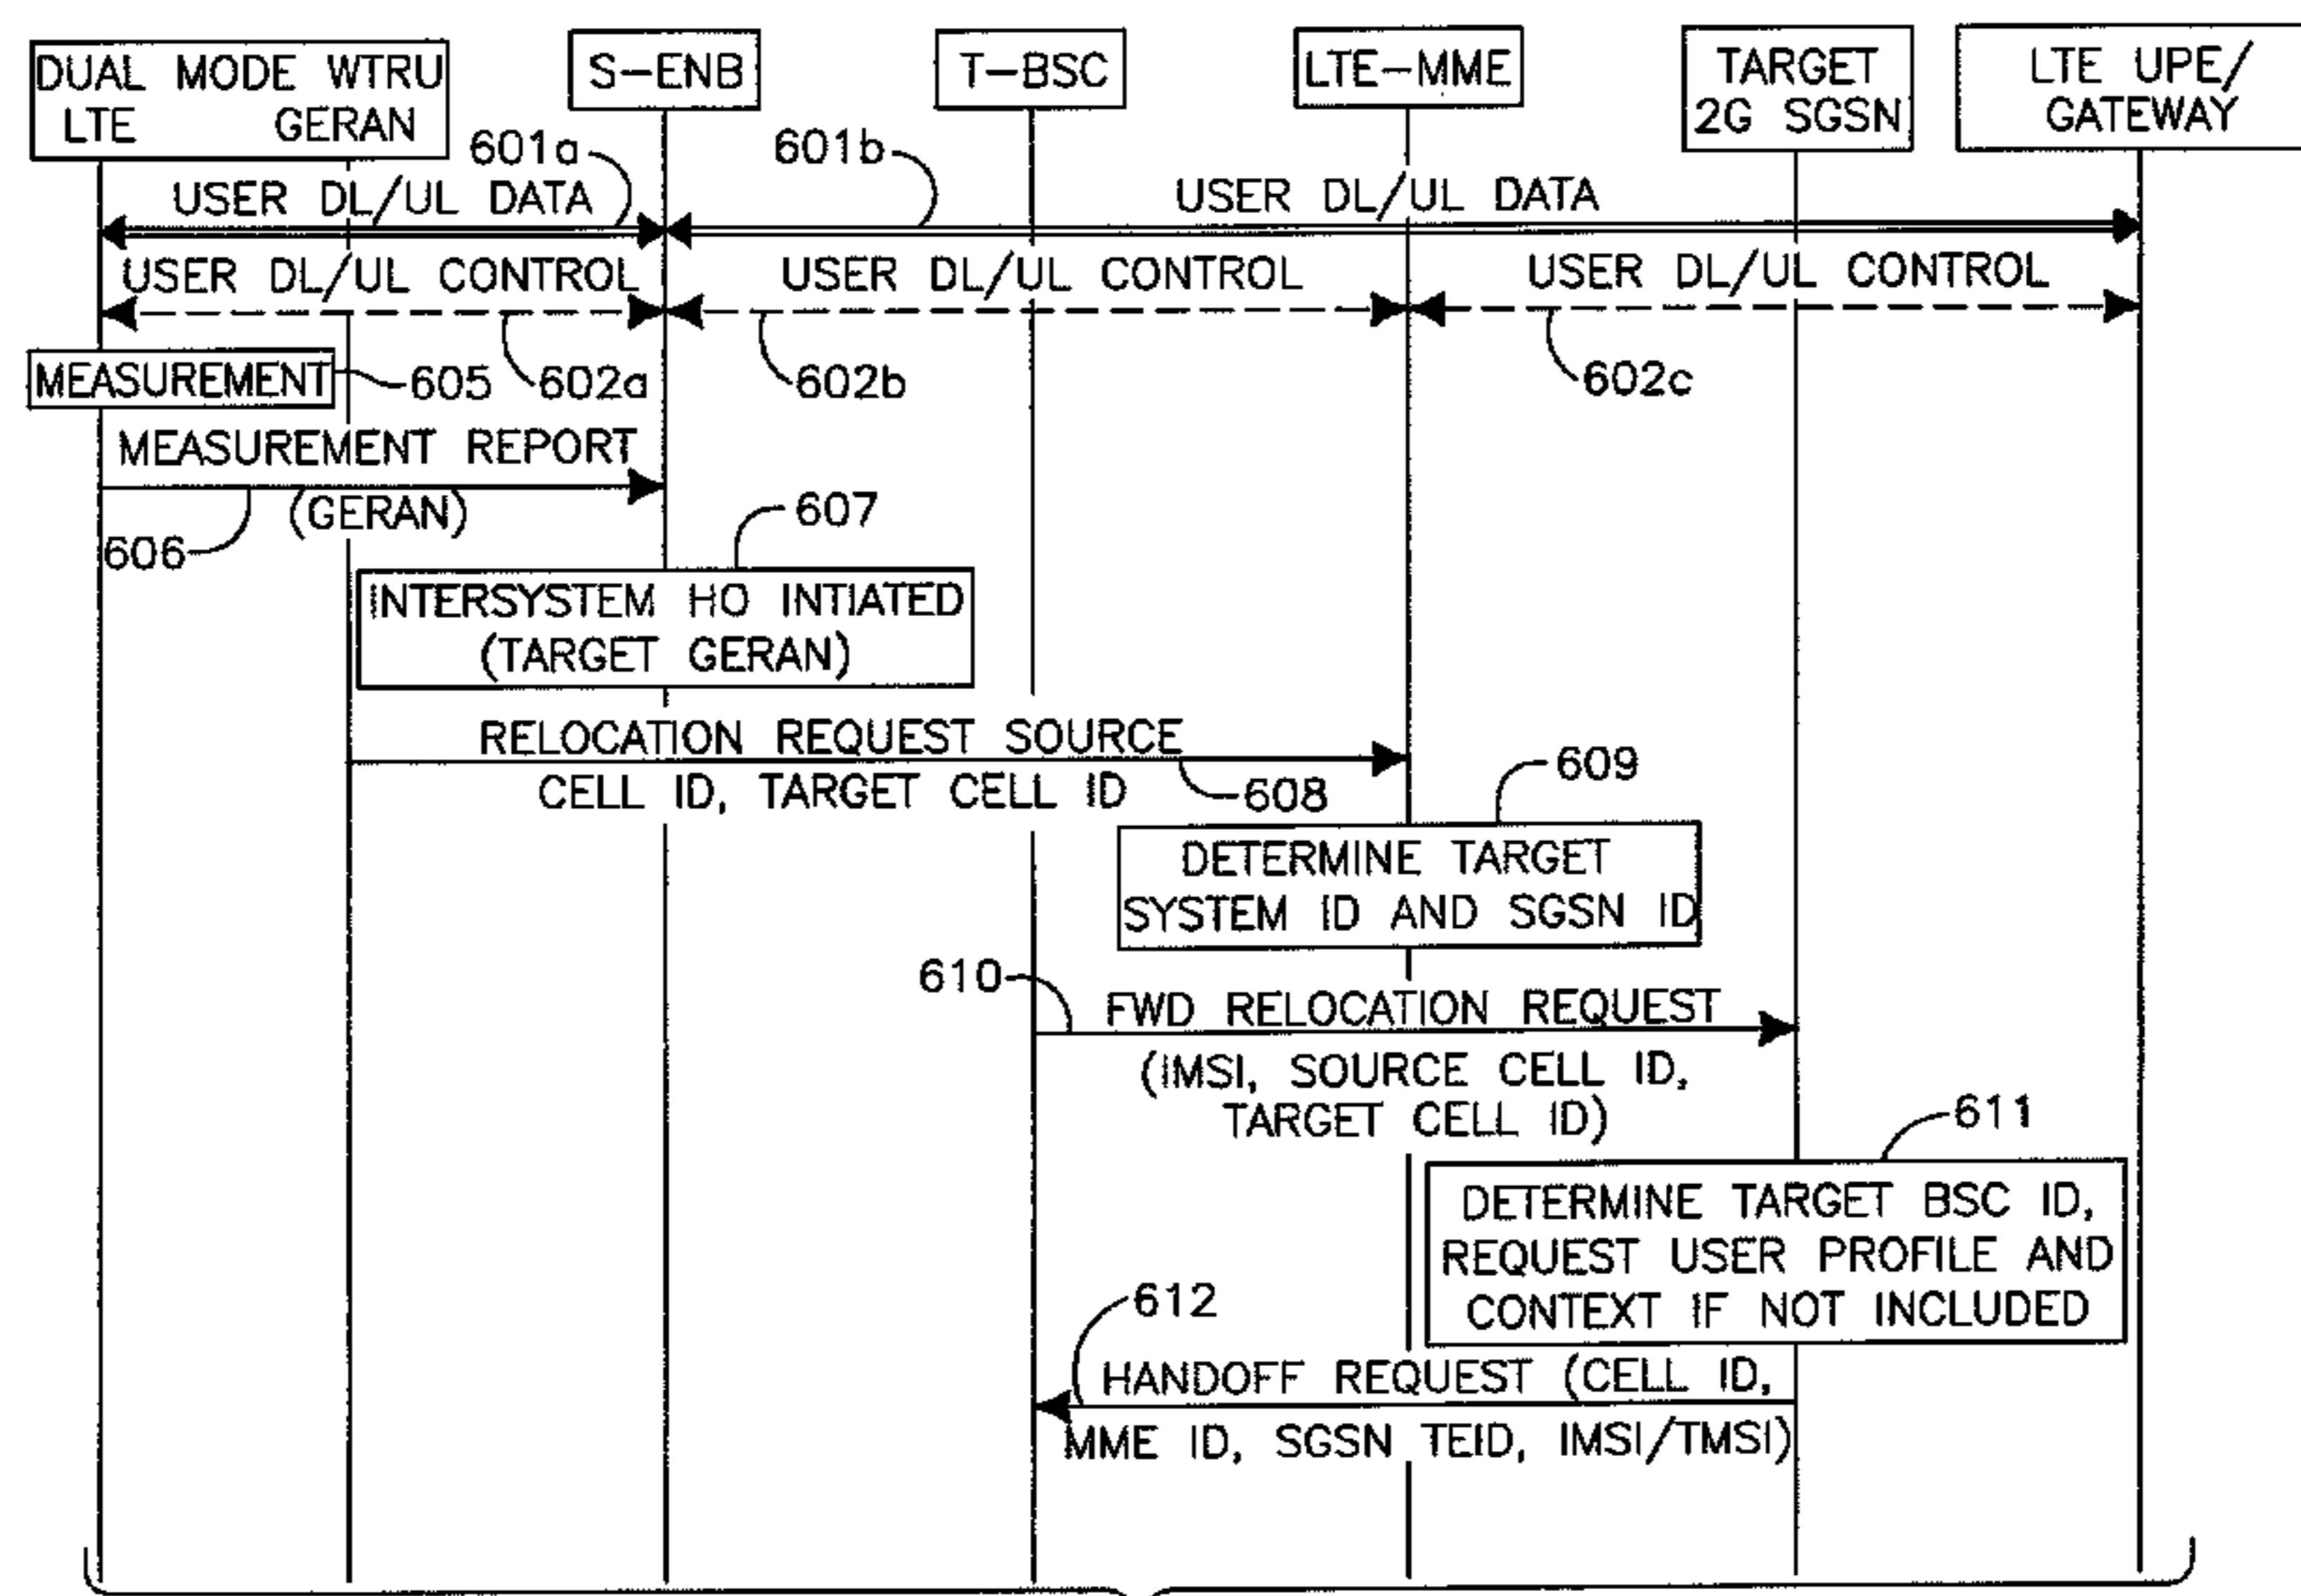 DUAL MODE WTRU
LTE GERAN
S-ENB
T-BSC
LTE-MME
TARGET
2G SGSN
LTE UPE/
GATEWAY
601a
601b
USER DL/UL DATA
USER DL/UL DATA
USER DL/UL CONTROL
USER DL/UL CONTROL
USER DL/UL CONTROL
MEASUREMENT
605
602a
602b
602c
MEASUREMENT REPORT
(GERAN)
606
607
INTERSYSTEM HO INTIATED
(TARGET GERAN)
RELOCATION REQUEST SOURCE
CELL ID, TARGET CELL ID
608
609
DETERMINE TARGET
SYSTEM ID AND SGSN ID
610
FWD RELOCATION REQUEST
(IMSI, SOURCE CELL ID,
TARGET CELL ID)
611
DETERMINE TARGET BSC ID,
REQUEST USER PROFILE AND
CONTEXT IF NOT INCLUDED
612
HANDOFF REQUEST (CELL ID,
MME ID, SGSN TEID, IMSI/TMSI)